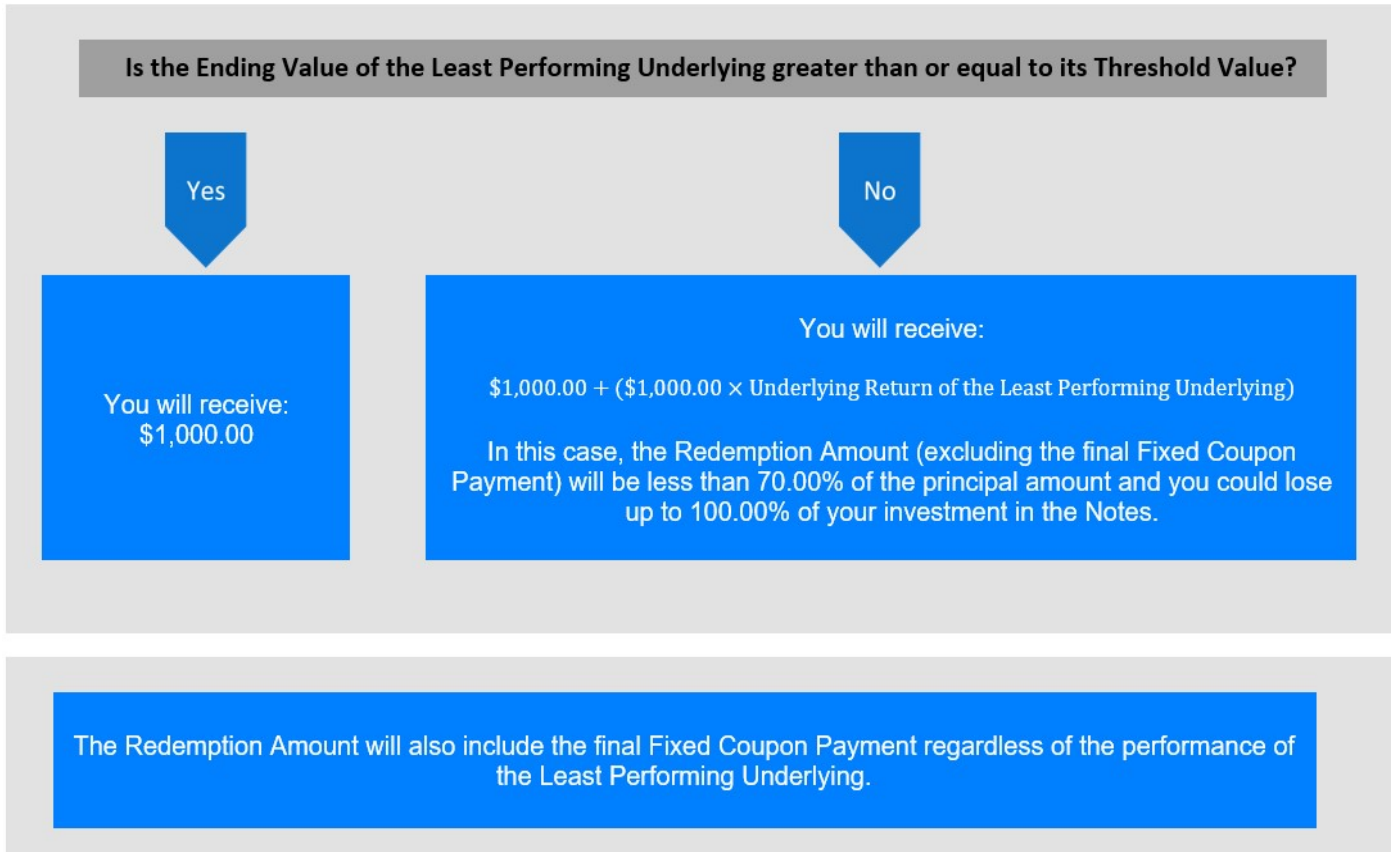 Is the Ending Value of the Least Performing Underlying greater than or equal to its Threshold Value?
Yes
No
You will receive:
$1,000.00
You will receive:
$1,000.00 + ($1,000.00 × Underlying Return of the Least Performing Underlying)
In this case, the Redemption Amount (excluding the final Fixed Coupon
Payment) will be less than 70.00% of the principal amount and you could lose
up to 100.00% of your investment in the Notes.
The Redemption Amount will also include the final Fixed Coupon Payment regardless of the performance of
the Least Performing Underlying.